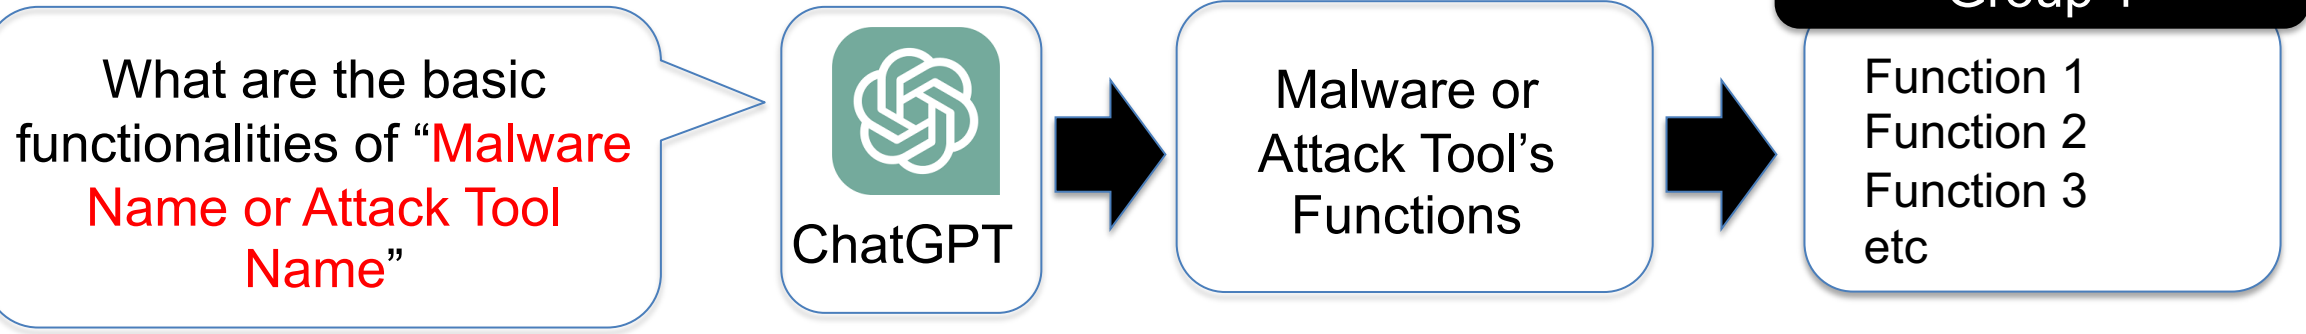 What are the basic
functionalities of “Malware
Name or Attack Tool
Name”
ChatGPT
Malware or
Attack Tool’s
Functions
Group
Function 1
Function 2
Function 3
etc